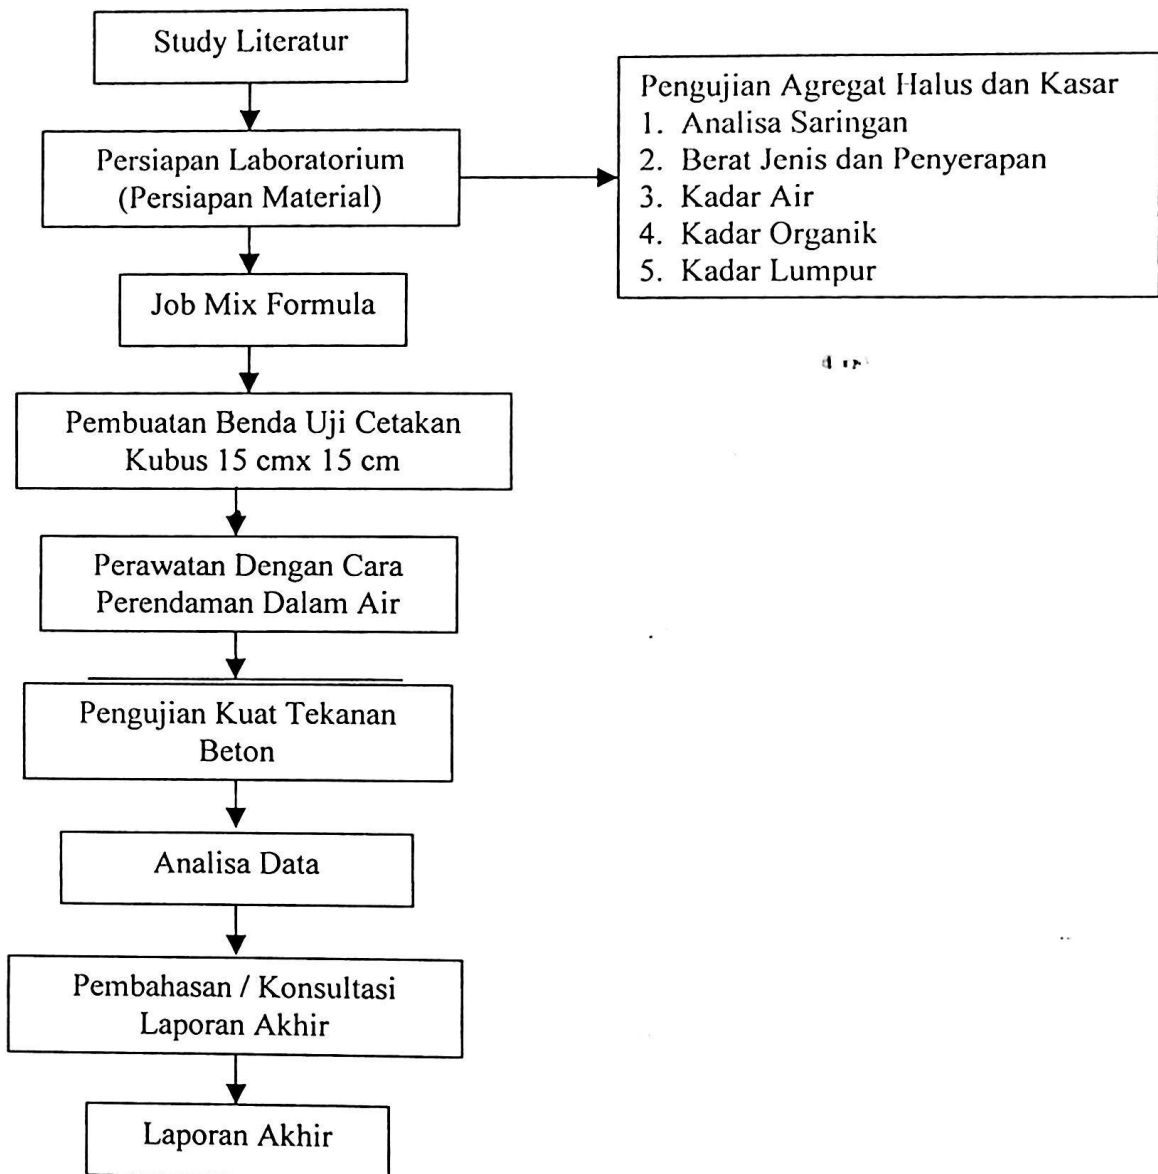 Study Literatur
Persiapan Laboratorium
(Persiapan Material)
Pengujian Agregat Halus dan Kasar
1. Analisa Saringan
2. Berat Jenis dan Penyerapan
3. Kadar Air
4. Kadar Organik
5. Kadar Lumpur
Job Mix Formula
Pembuatan Benda Uji Cetakan
Kubus 15 cmx 15 cm
Perawatan Dengan Cara
Perendaman Dalam Air
Pengujian Kuat Tekanan
Beton
Analisa Data
Pembahasan / Konsultasi
Laporan Akhir
Laporan Akhir